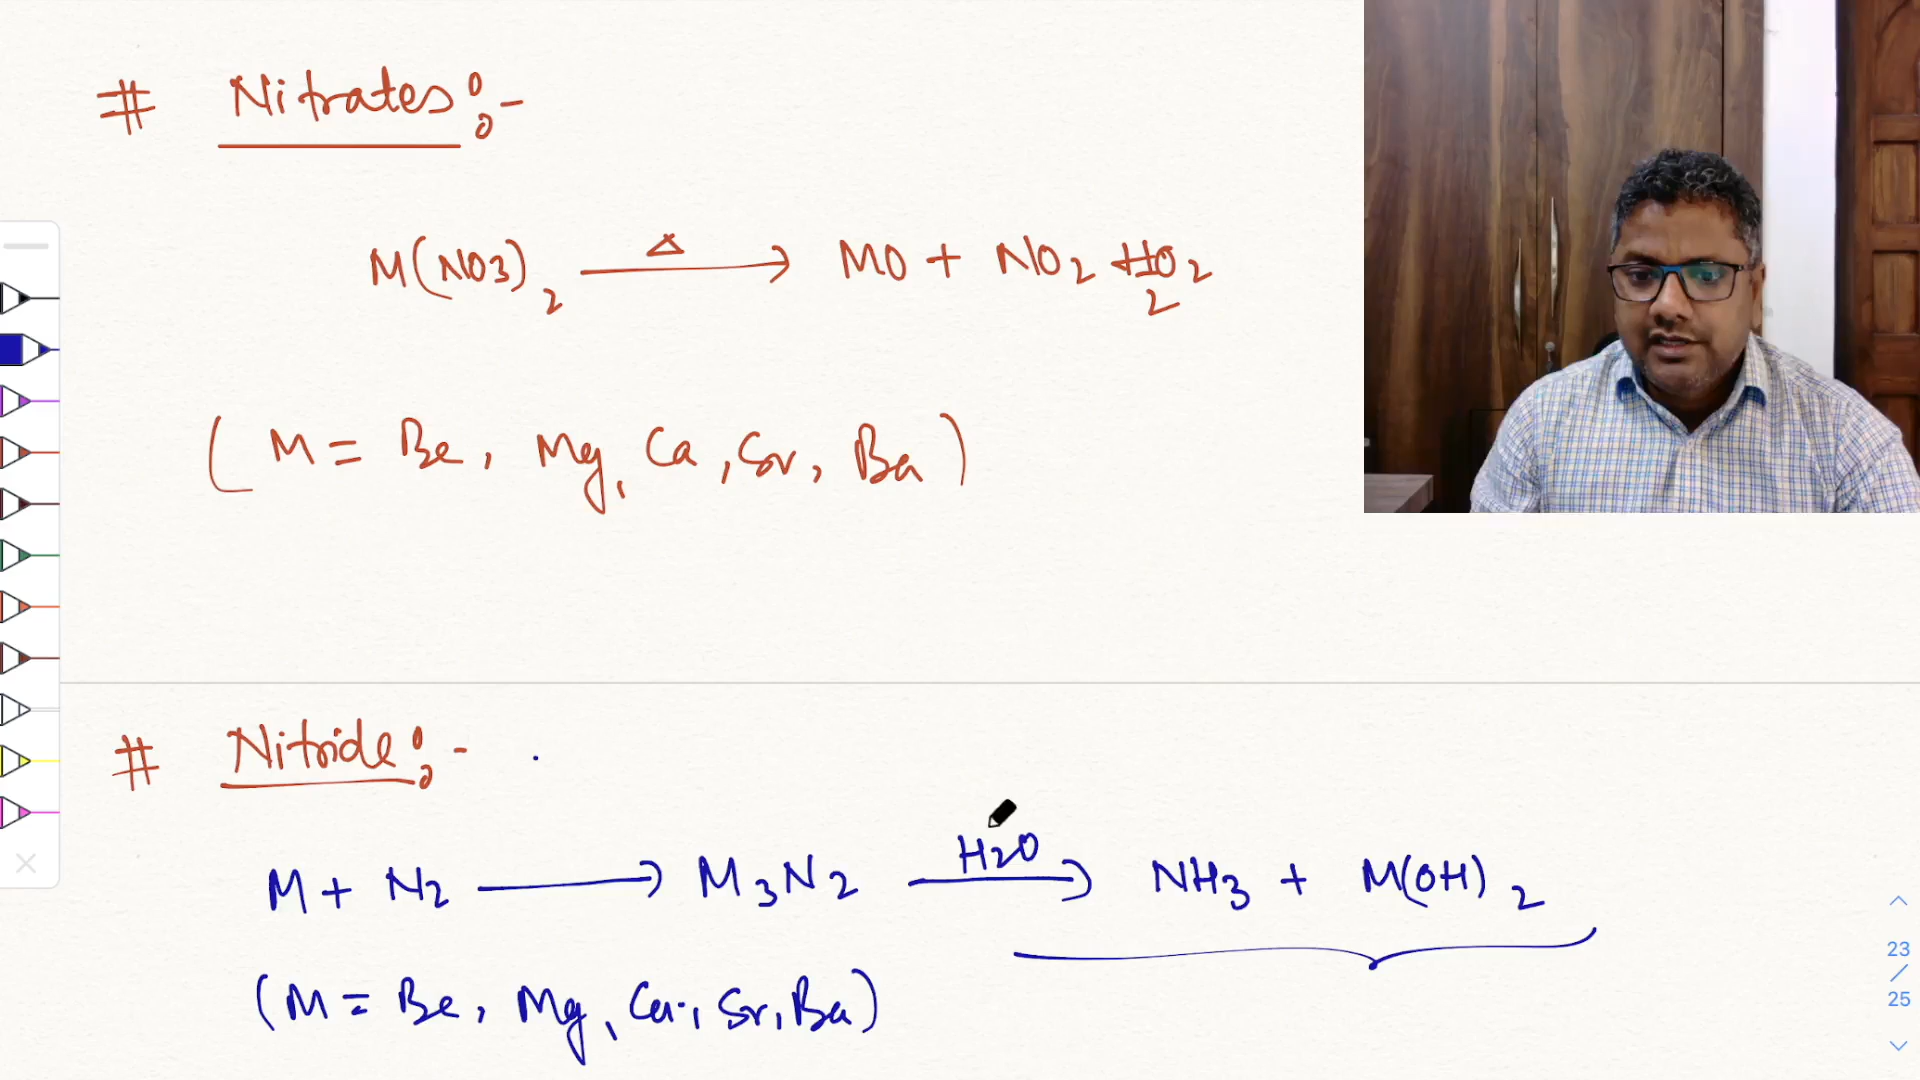 # Nitrates :-
Δ
M(NO3)2 → MO + NO2 + 1/2 O2
(M = Be, Mg, Ca, Sr, Ba)
# Nitride :-
H2O
M + N2 → M3N2 → NH3 + M(OH)2
(M = Be, Mg, Ca, Sr, Ba)
23
/
25